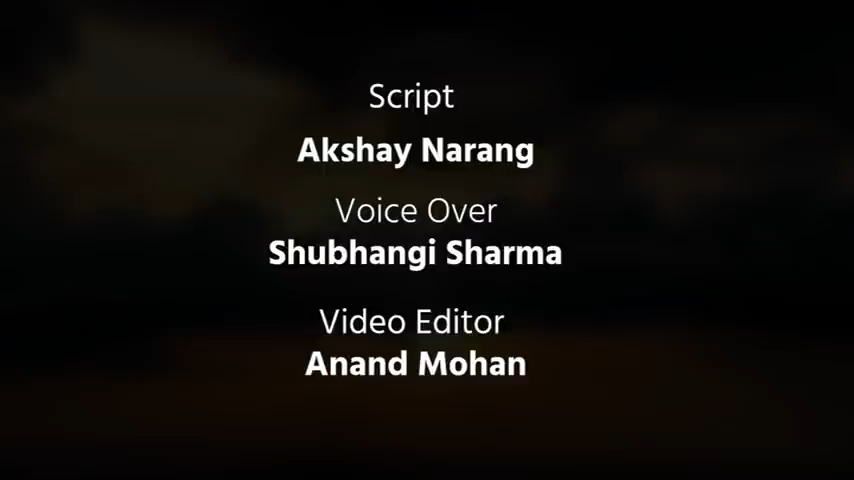 Script
Akshay Narang
Voice Over
Shubhangi Sharma
Video Editor
Anand Mohan